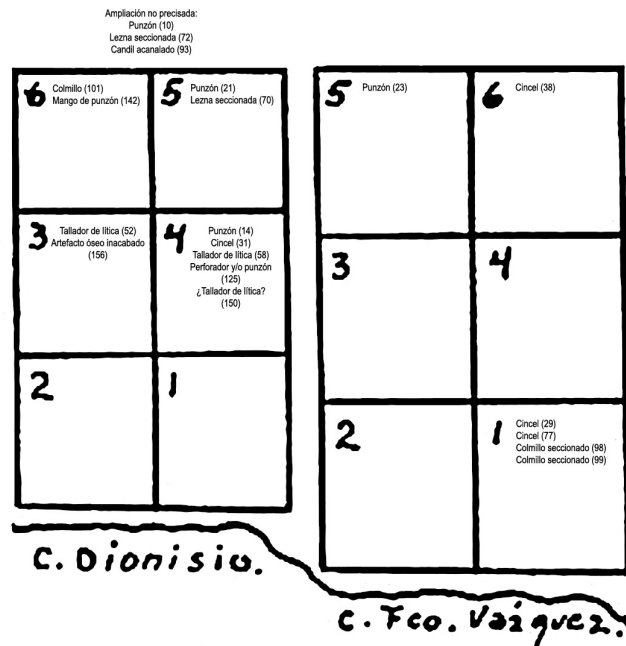 Ampliación no precisada:
Punzón (10)
Lezna seccionada (72)
Candil acanalado (93)
6
Colmillo (101)
Mango de punzón (142)
5
Punzón (21)
Lezna seccionada (70)
3
Tallador de lítica (52)
Artefacto óseo inacabado
(156)
4
Punzón (14)
Cincel (31)
Tallador de lítica (58)
Perforador y/o punzón
(125)
¿Tallador de lítica?
(150)
2
1
C. Dionisio.
5
Punzón (23)
6
Cincel (38)
3
4
2
1
Cincel (29)
Cincel (77)
Colmillo seccionado (98)
Colmillo seccionado (99)
C. Fco. Vázquez.